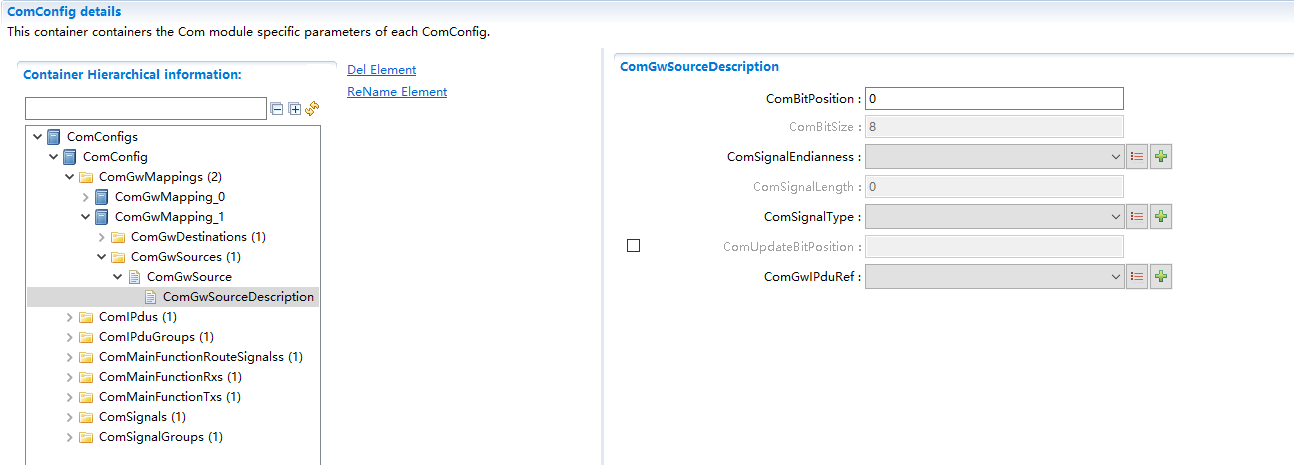 ComConfig details
This container containers the Com module specific parameters of each ComConfig.
Container Hierarchical information:
Del Element
ReName Element
ComConfigs
ComConfig
ComGwMappings (2)
ComGwMapping_0
ComGwMapping_1
ComGwDestinations (1)
ComGwSources (1)
ComGwSource
ComGwSourceDescription
ComIPdus (1)
ComIPduGroups (1)
ComMainFunctionRouteSignalss (1)
ComMainFunctionRxs (1)
ComMainFunctionTxs (1)
ComSignals (1)
ComSignalGroups (1)
ComGwSourceDescription
ComBitPosition : 0
ComBitSize : 8
ComSignalEndianness :
ComSignalLength : 0
ComSignalType :
ComUpdateBitPosition :
ComGwIPduRef :